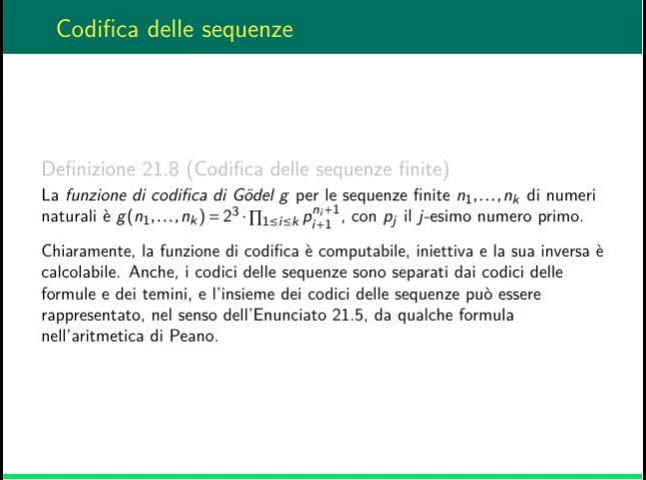 Codifica delle sequenze
Definizione 21.8 (Codifica delle sequenze finite)
La funzione di codifica di Gödel g per le sequenze finite n₁,…,nₖ di numeri
naturali è g(n₁,…,nₖ) = 2³·∏₁≤i≤k p_{i+1}^{n_i+1}, con p_j il j-esimo numero primo.
Chiaramente, la funzione di codifica è computabile, iniettiva e la sua inversa è
calcolabile. Anche, i codici delle sequenze sono separati dai codici delle
formule e dei temini, e l'insieme dei codici delle sequenze può essere
rappresentato, nel senso dell'Enunciato 21.5, da qualche formula
nell'aritmetica di Peano.